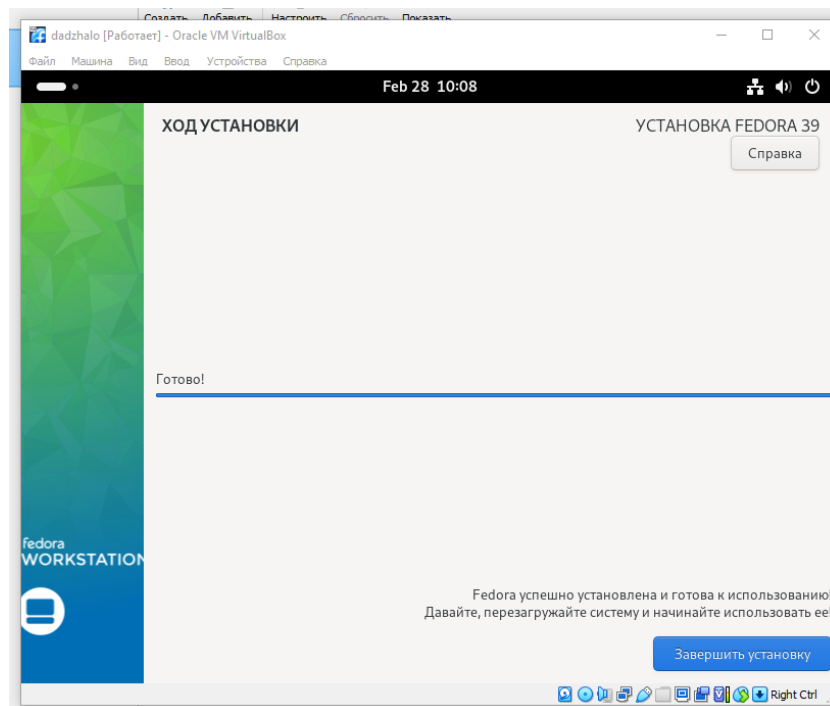 Создать Добавить Настроить Сбросить Показать
dadzhalo [Работает] - Oracle VM VirtualBox
Файл Машина Вид Ввод Устройства Справка
Feb 28 10:08
ХОД УСТАНОВКИ
УСТАНОВКА FEDORA 39
Справка
Готово!
fedora
WORKSTATION
Fedora успешно установлена и готова к использованию!
Давайте, перезагружайте систему и начинайте использовать ее!
Завершить установку
Right Ctrl